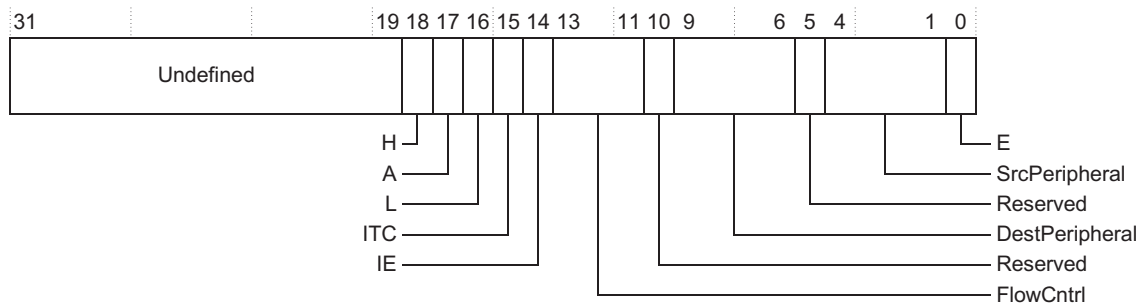 31 19 18 17 16 15 14 13 11 10 9 6 5 4 1 0
Undefined
H E
A SrcPeripheral
L Reserved
ITC DestPeripheral
IE Reserved
FlowCntrl